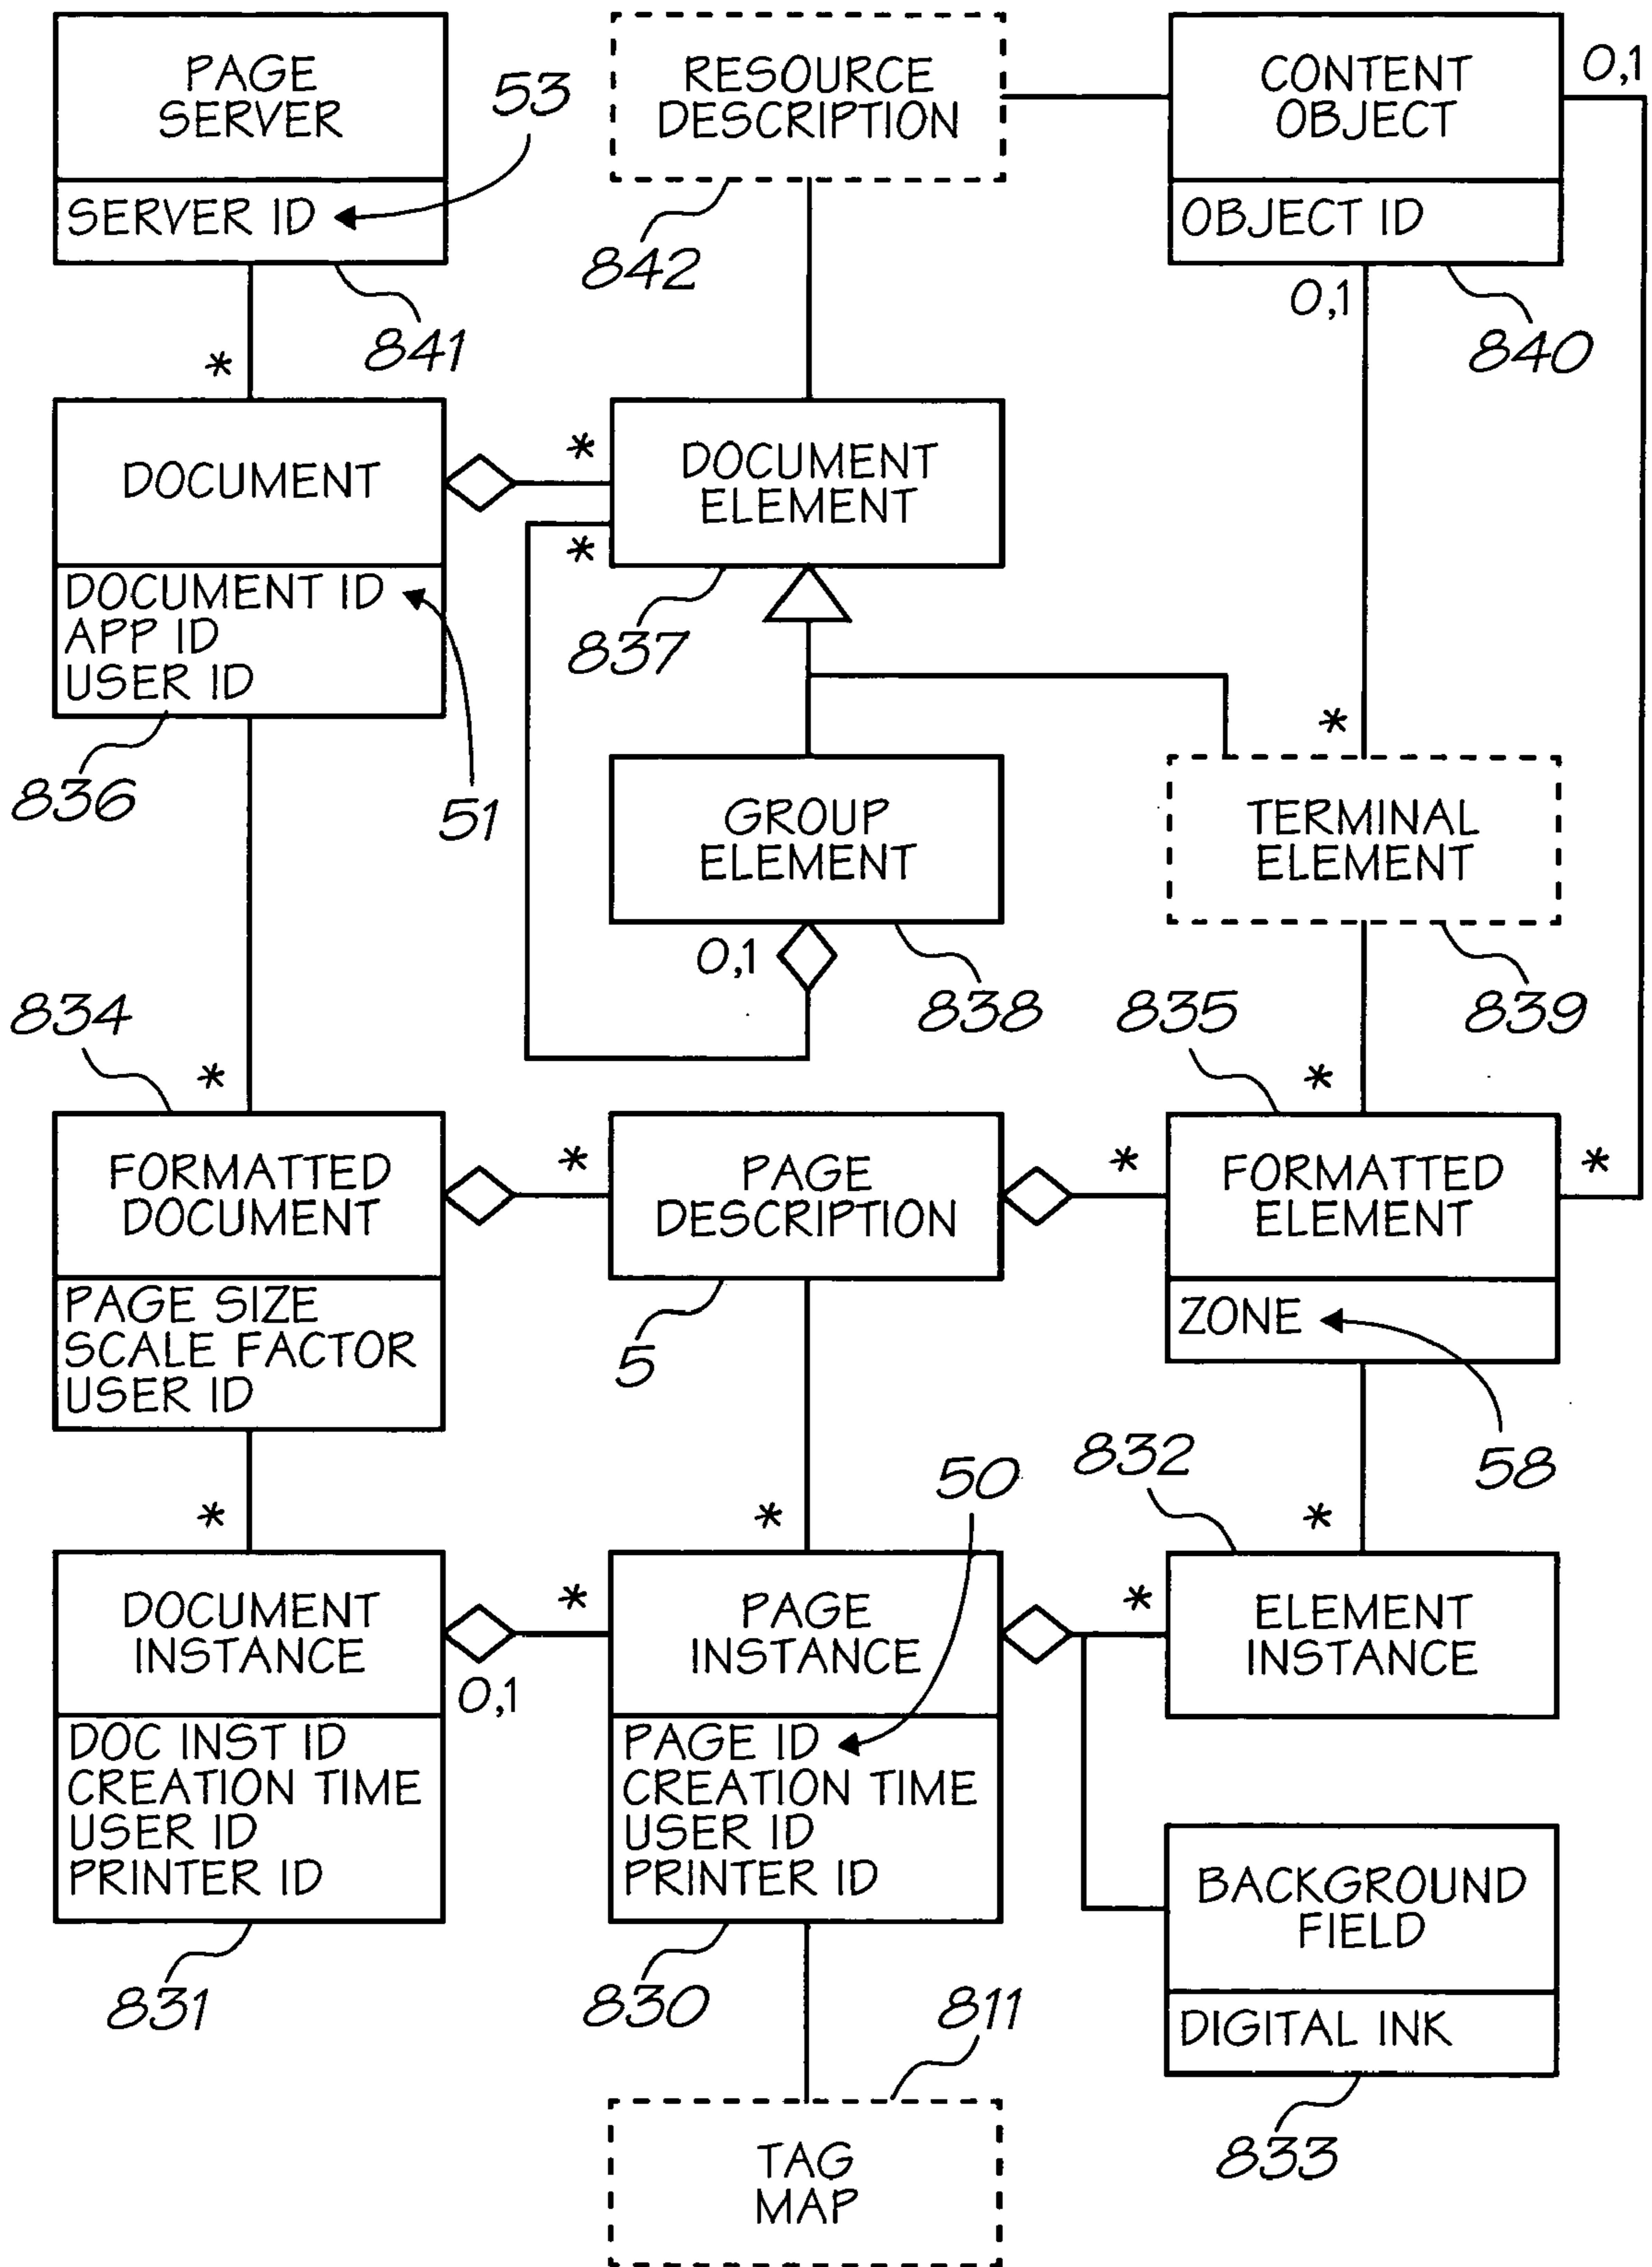 PAGE
SERVER
SERVER ID
53
841
RESOURCE
DESCRIPTION
842
CONTENT
OBJECT
OBJECT ID
0,1
0,1
840
*
DOCUMENT
DOCUMENT ID
APP ID
USER ID
836
51
*
*
DOCUMENT
ELEMENT
837
GROUP
ELEMENT
0,1
838
*
TERMINAL
ELEMENT
839
834
*
FORMATTED
DOCUMENT
PAGE SIZE
SCALE FACTOR
USER ID
*
PAGE
DESCRIPTION
5
835
*
*
*
FORMATTED
ELEMENT
ZONE
58
*
DOCUMENT
INSTANCE
DOC INST ID
CREATION TIME
USER ID
PRINTER ID
831
0,1
*
*
50
PAGE
INSTANCE
PAGE ID
CREATION TIME
USER ID
PRINTER ID
830
832
*
*
ELEMENT
INSTANCE
BACKGROUND
FIELD
DIGITAL INK
833
811
TAG
MAP